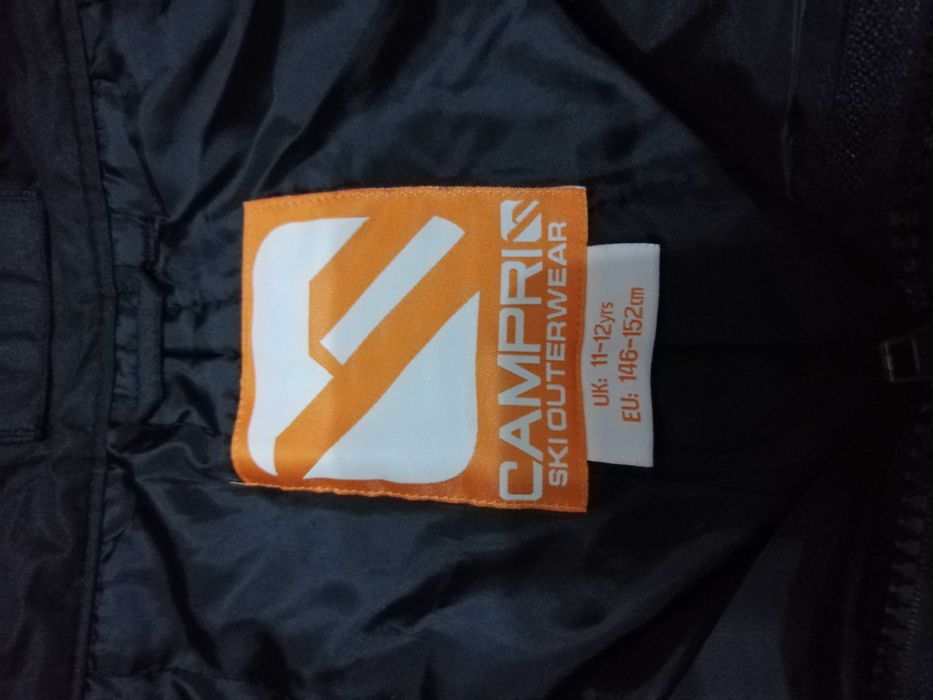 CAMPRI
SKI OUTERWEAR
UK: 11-12yrs
EU: 146-152cm